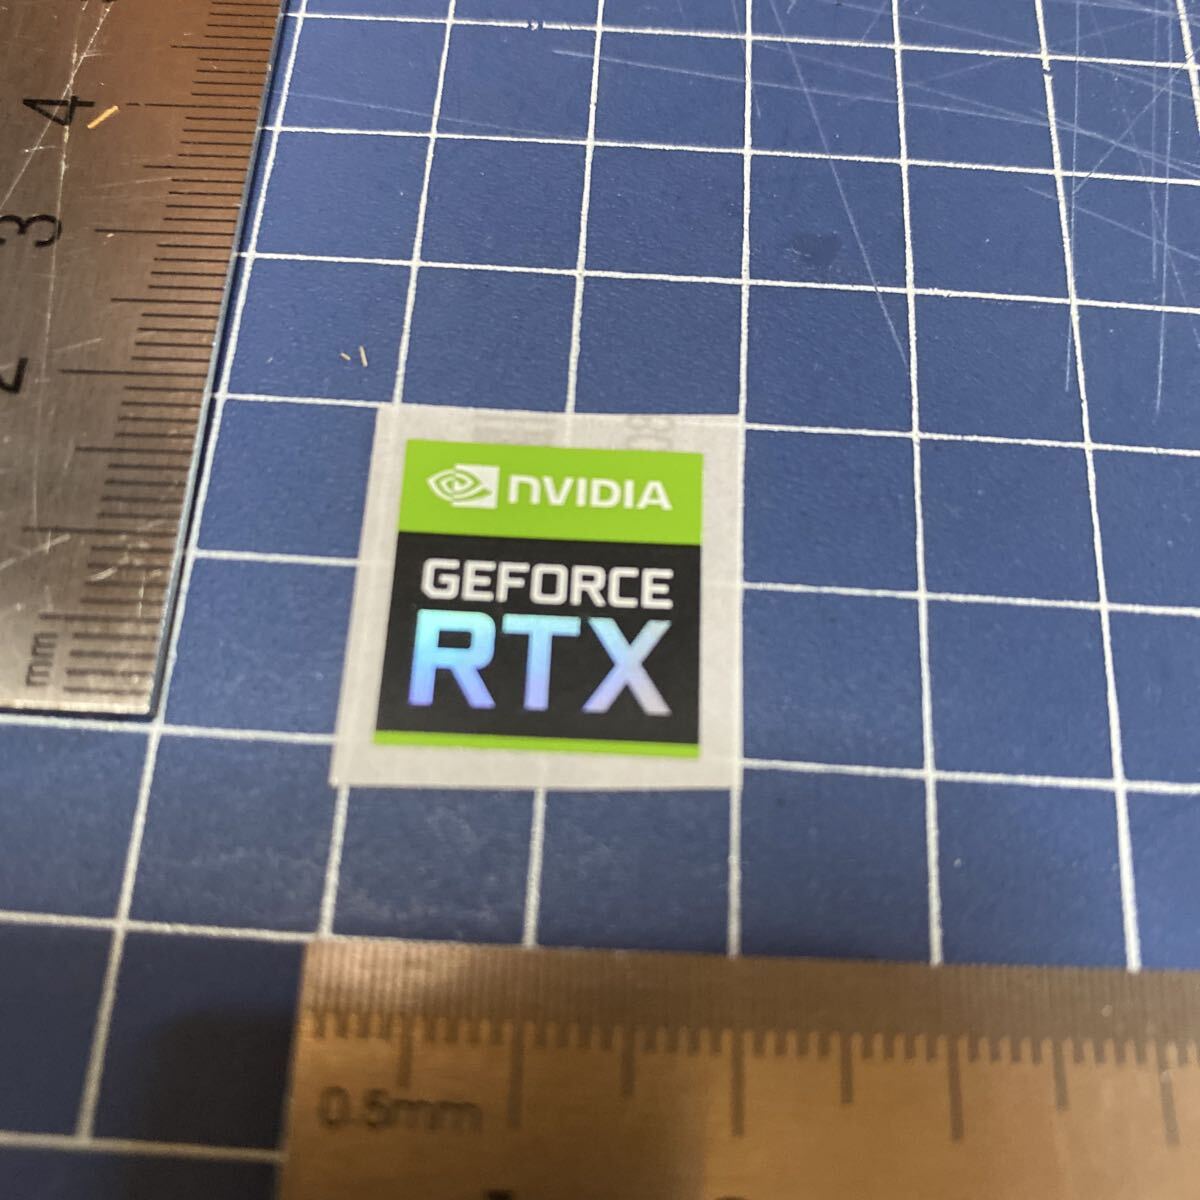 4
3
2
mm
NVIDIA
GEFORCE
RTX
0.5mm